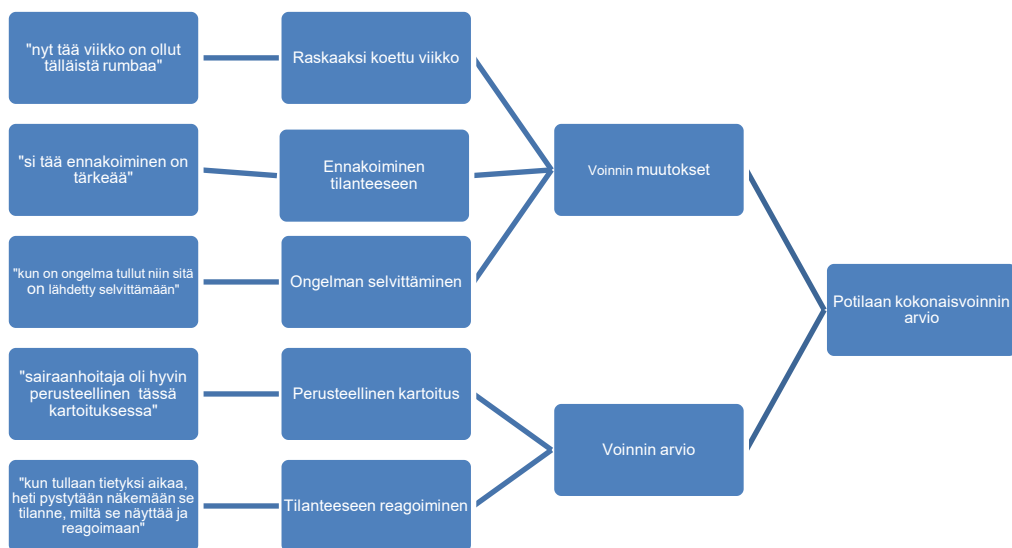 "nyt tää viikko on ollut
tälläistä rumbaa"
Raskaaksi koettu viikko
"si tää ennakoiminen on
tärkeää"
Ennakoiminen
tilanteeseen
Voinnin muutokset
"kun on ongelma tullut niin sitä
on lähdetty selvittämään"
Ongelman selvittäminen
Potilaan kokonaisvoinnin
arvio
"sairaanhoitaja oli hyvin
perusteellinen tässä
kartoituksessa"
Perusteellinen kartoitus
Voinnin arvio
"kun tullaan tietyksi aikaa,
heti pystytään näkemään se
tilanne, miltä se näyttää ja
reagoimaan"
Tilanteeseen reagoiminen